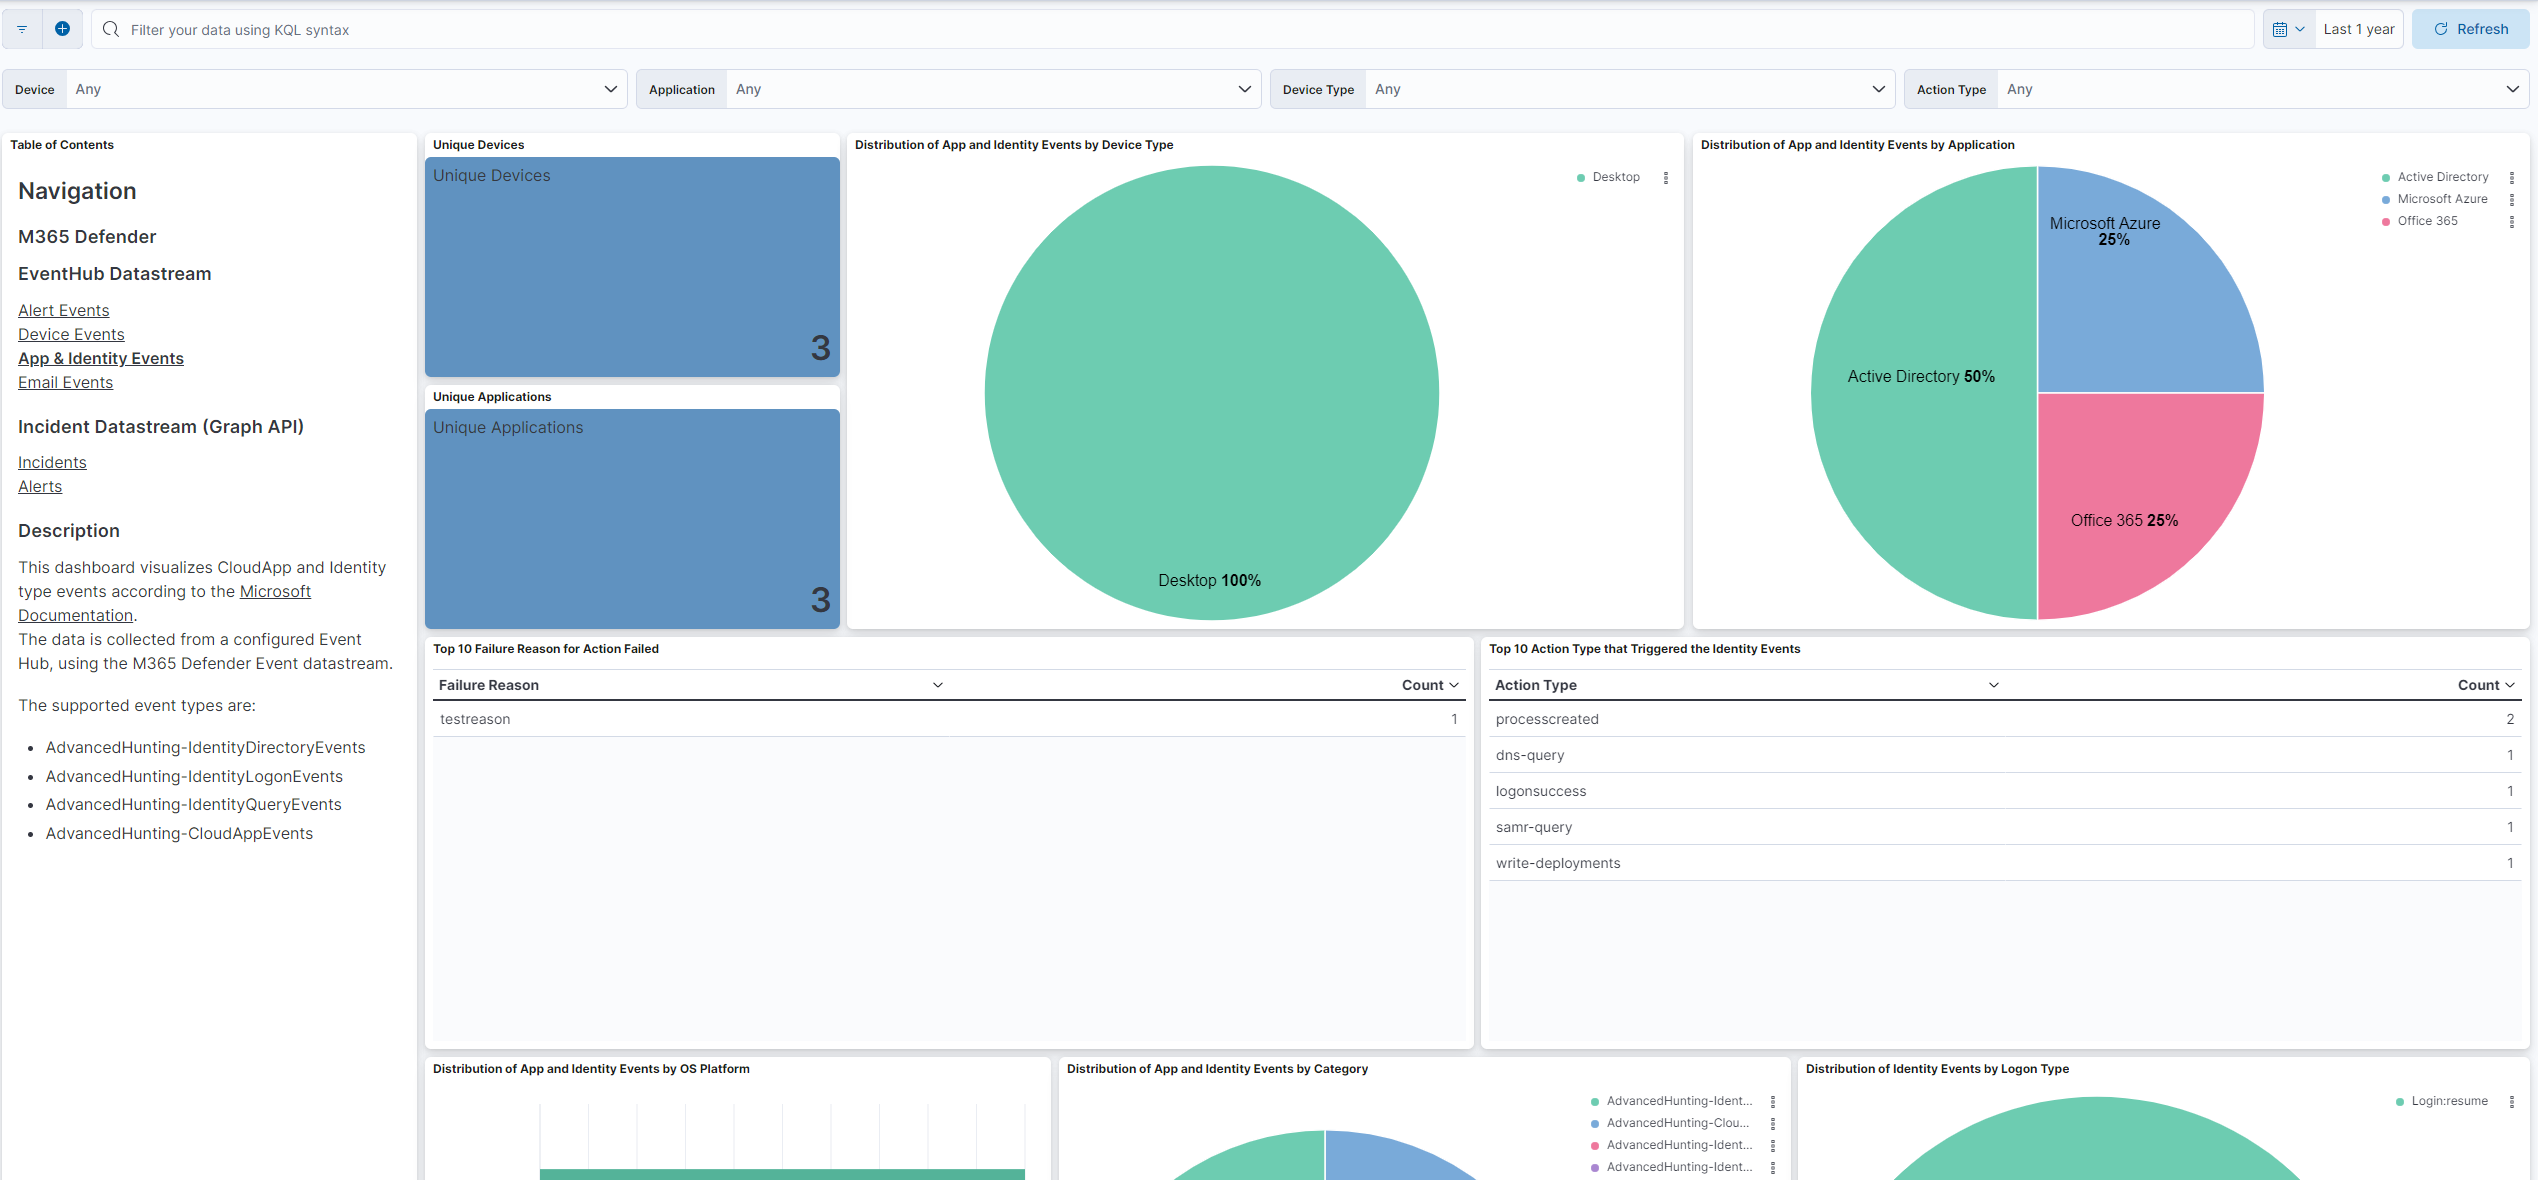 Filter your data using KQL syntax
Last 1 year
Refresh
Device Any
Application Any
Device Type Any
Action Type Any
Table of Contents
Navigation
M365 Defender
EventHub Datastream
Alert Events
Device Events
App & Identity Events
Email Events
Incident Datastream (Graph API)
Incidents
Alerts
Description
This dashboard visualizes CloudApp and Identity
type events according to the Microsoft
Documentation.
The data is collected from a configured Event
Hub, using the M365 Defender Event datastream.
The supported event types are:
AdvancedHunting-IdentityDirectoryEvents
AdvancedHunting-IdentityLogonEvents
AdvancedHunting-IdentityQueryEvents
AdvancedHunting-CloudAppEvents
Unique Devices
Unique Devices
3
Unique Applications
Unique Applications
3
Distribution of App and Identity Events by Device Type
Desktop
Desktop 100%
Distribution of App and Identity Events by Application
Active Directory
Microsoft Azure
Office 365
Microsoft Azure
25%
Active Directory 50%
Office 365 25%
Top 10 Failure Reason for Action Failed
Failure Reason Count
testreason 1
Top 10 Action Type that Triggered the Identity Events
Action Type Count
processcreated 2
dns-query 1
logonsuccess 1
samr-query 1
write-deployments 1
Distribution of App and Identity Events by OS Platform
Distribution of App and Identity Events by Category
AdvancedHunting-Ident...
AdvancedHunting-Clou...
AdvancedHunting-Ident...
AdvancedHunting-Ident...
Distribution of Identity Events by Logon Type
Login:resume